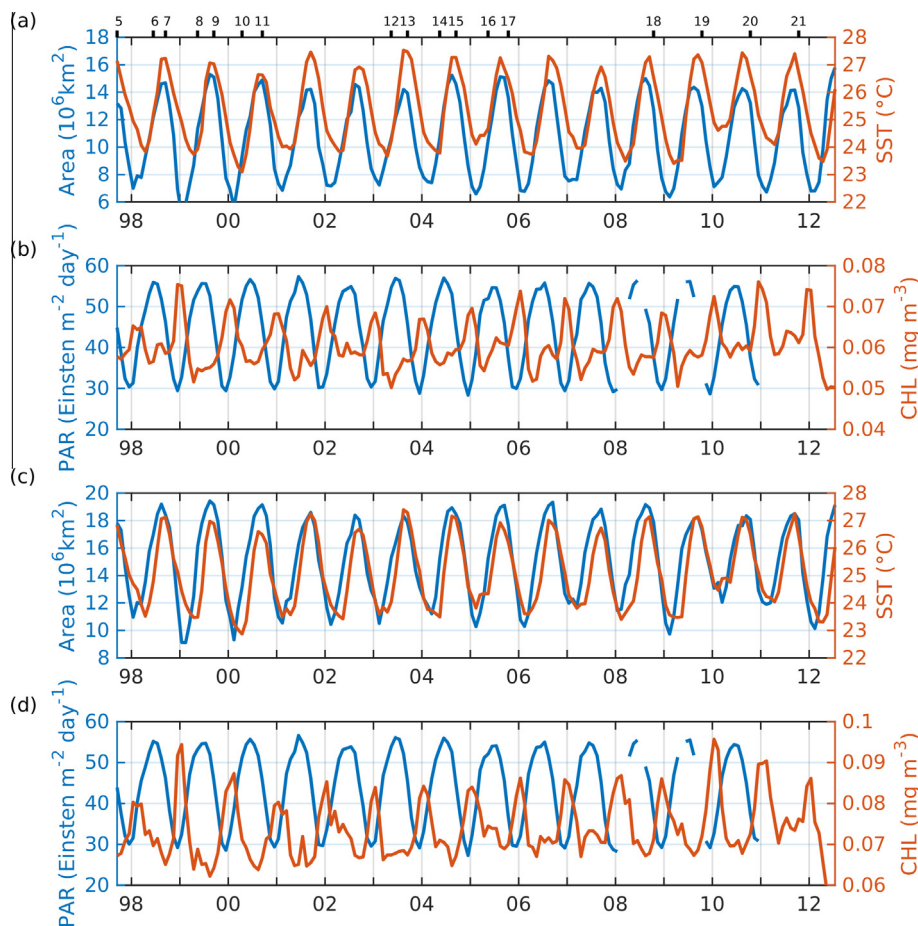 (a)
5 6 7 8 9 10 11 12 13 14 15 16 17 18 19 20 21
Area (10⁶km²)
18
16
14
12
10
8
6
SST (°C)
28
27
26
25
24
23
22
98 00 02 04 06 08 10 12
(b)
PAR (Einsten m⁻² day⁻¹)
60
50
40
30
20
CHL (mg m⁻³)
0.08
0.07
0.06
0.05
0.04
98 00 02 04 06 08 10 12
(c)
Area (10⁶km²)
20
18
16
14
12
10
8
SST (°C)
28
27
26
25
24
23
22
98 00 02 04 06 08 10 12
(d)
PAR (Einsten m⁻² day⁻¹)
60
50
40
30
20
CHL (mg m⁻³)
0.1
0.09
0.08
0.07
0.06
98 00 02 04 06 08 10 12